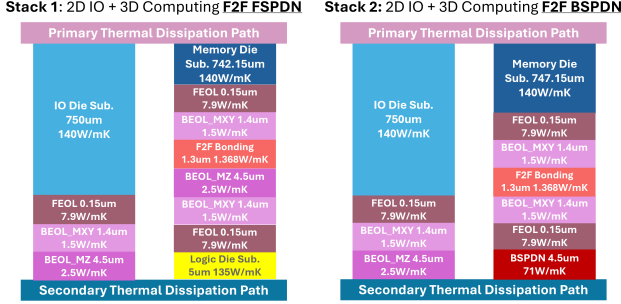 Stack 1: 2D IO + 3D Computing F2F FSPDN
Primary Thermal Dissipation Path
IO Die Sub.
750um
140W/mK
FEOL 0.15um
7.9W/mK
BEOL_MXY 1.4um
1.5W/mK
BEOL_MZ 4.5um
2.5W/mK
Memory Die
Sub. 742.15um
140W/mK
FEOL 0.15um
7.9W/mK
BEOL_MXY 1.4um
1.5W/mK
F2F Bonding
1.3um 1.368W/mK
BEOL_MZ 4.5um
2.5W/mK
BEOL_MXY 1.4um
1.5W/mK
FEOL 0.15um
7.9W/mK
Logic Die Sub.
5um 135W/mK
Secondary Thermal Dissipation Path
Stack 2: 2D IO + 3D Computing F2F BSPDN
Primary Thermal Dissipation Path
IO Die Sub.
750um
140W/mK
FEOL 0.15um
7.9W/mK
BEOL_MXY 1.4um
1.5W/mK
BEOL_MZ 4.5um
2.5W/mK
Memory Die
Sub. 747.15um
140W/mK
FEOL 0.15um
7.9W/mK
BEOL_MXY 1.4um
1.5W/mK
F2F Bonding
1.3um 1.368W/mK
BEOL_MXY 1.4um
1.5W/mK
FEOL 0.15um
7.9W/mK
BSPDN 4.5um
71W/mK
Secondary Thermal Dissipation Path